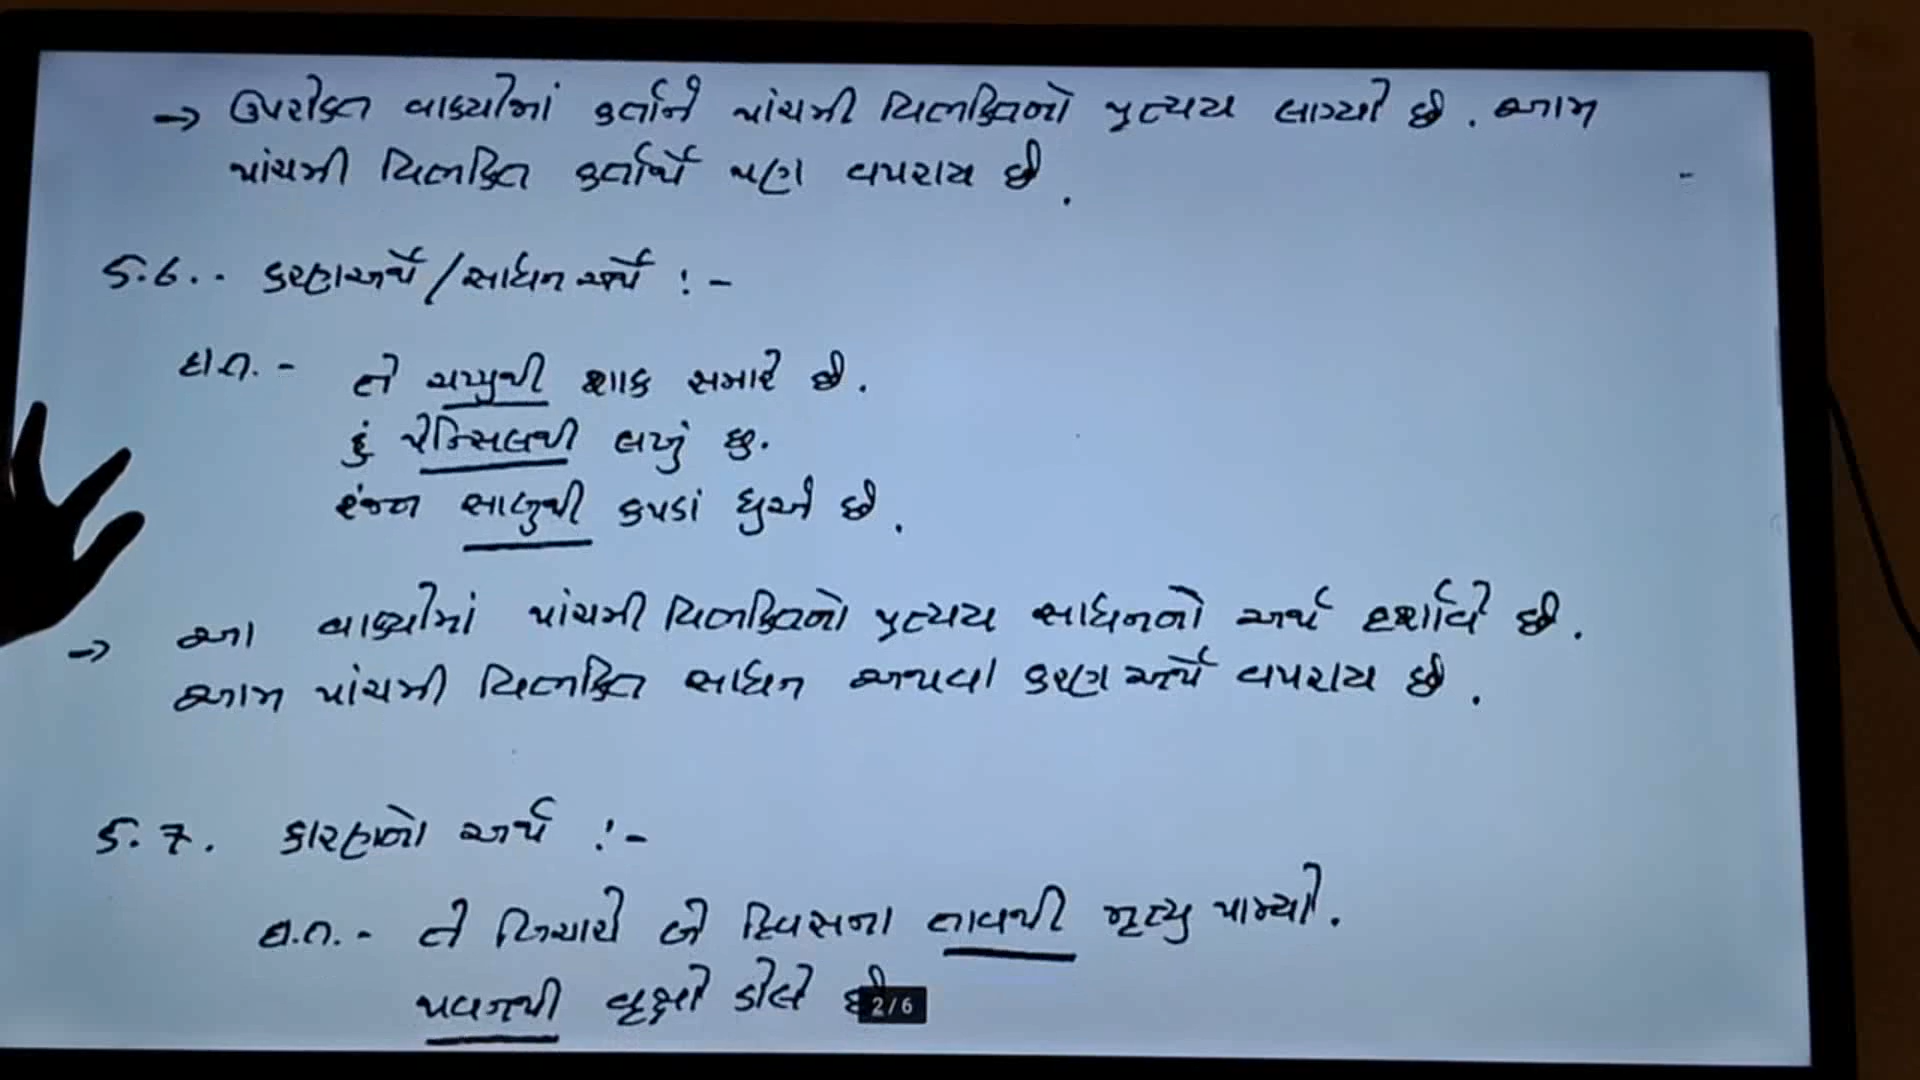 → ઉપરોક્ત વાક્યોમાં કર્તાને પાંચમી વિભક્તિનો પ્રત્યય લાગ્યો છે. આમ
પાંચમી વિભક્તિ કર્તાર્થે પણ વપરાય છે.
5.6.. કરણઅર્થે/સાધન અર્થે :-
દા.ત. - તે ચપ્પુથી શાક સમારે છે.
હું પેન્સિલથી લખું છુ.
રંજન સાબુથી કપડાં ધુએ છે.
→ આ વાક્યોમાં પાંચમી વિભક્તિનો પ્રત્યય સાધનનો અર્થ દર્શાવે છે.
આમ પાંચમી વિભક્તિ સાધન અથવા કરણ અર્થે વપરાય છે.
5.7. કારણનો અર્થ :-
દા.ત. - તે બિચારો બે દિવસના તાવથી મૃત્યુ પામ્યો.
પવનથી વૃક્ષો ડોલે છે
2/6